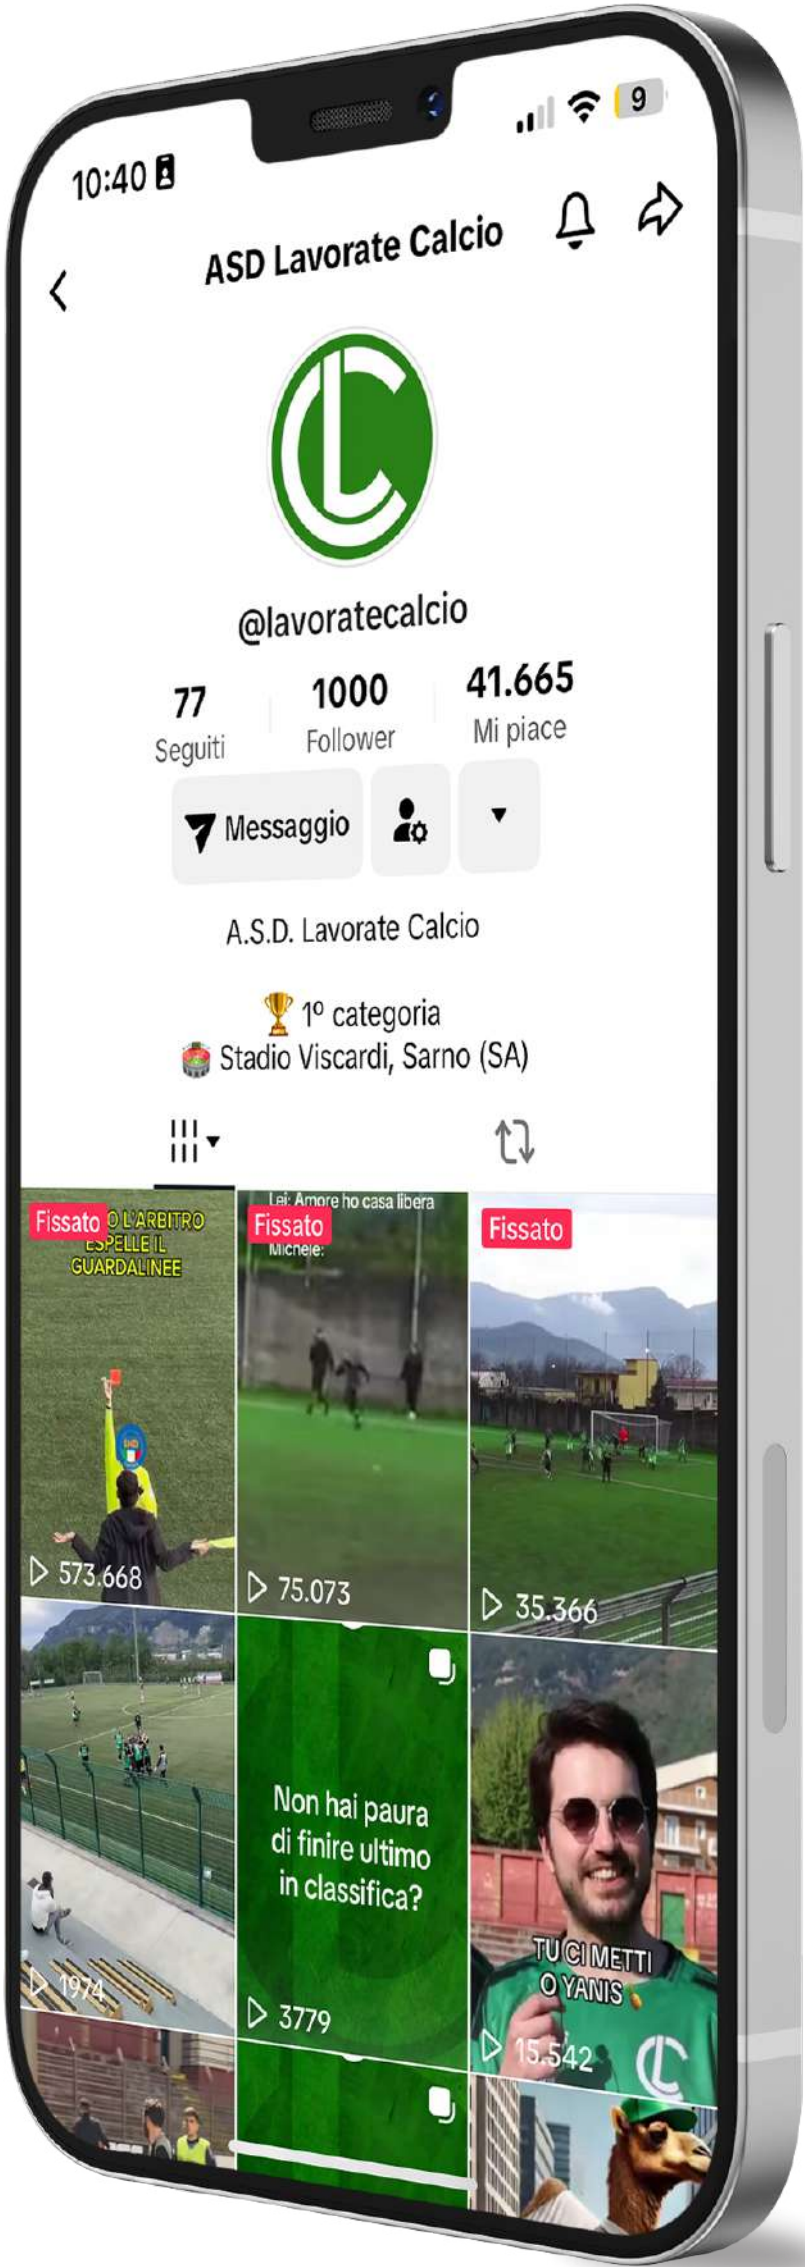 10:40
9
ASD Lavorate Calcio
@lavoratecalcio
77
1000
41.665
Seguiti
Follower
Mi piace
Messaggio
A.S.D. Lavorate Calcio
🏆 1º categoria
🏟️ Stadio Viscardi, Sarno (SA)
Fissato
O L'ARBITRO
ESPELLE IL
GUARDALINEE
573.668
Lei: Amore ho casa libera
Fissato
Michele:
75.073
Fissato
35.366
1974
Non hai paura
di finire ultimo
in classifica?
3779
TU CI METTI
O YANIS
15.542